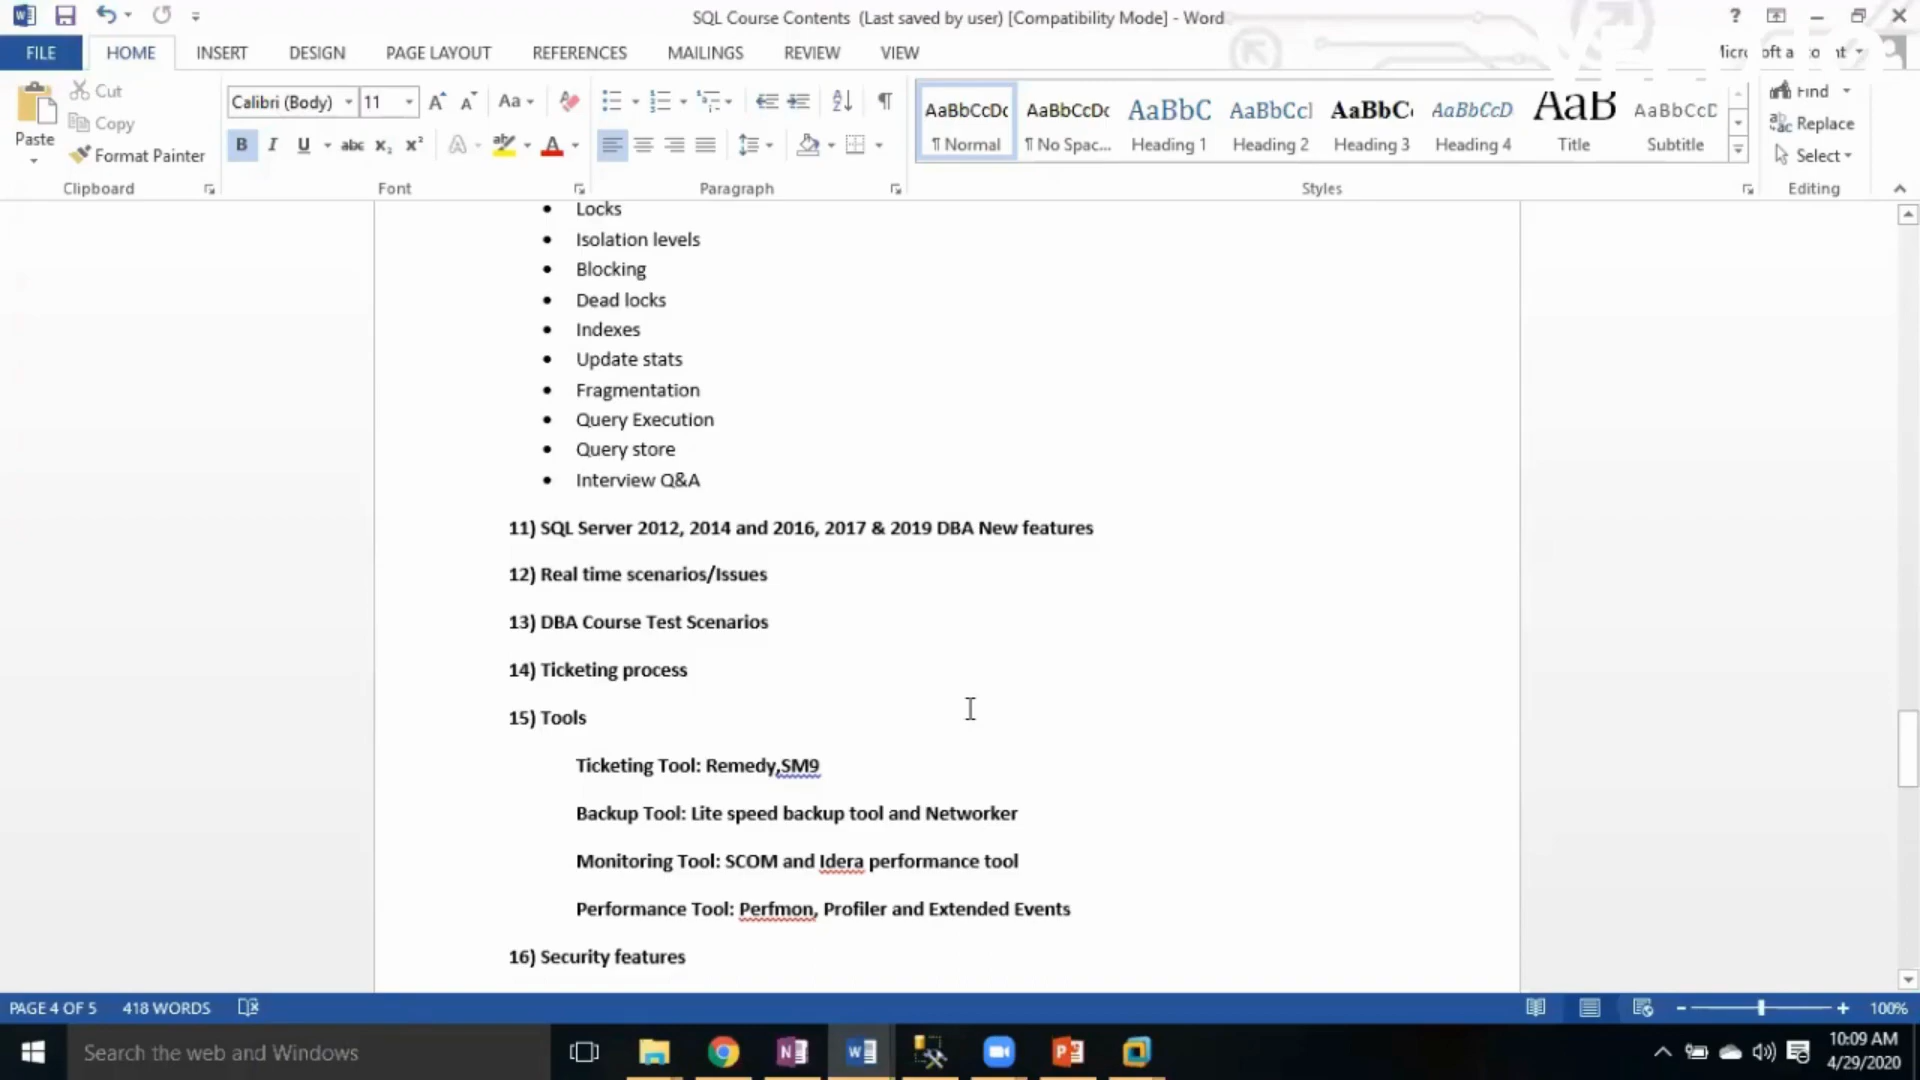 SQL Course Contents (Last saved by user) [Compatibility Mode] - Word
FILE HOME INSERT DESIGN PAGE LAYOUT REFERENCES MAILINGS REVIEW VIEW
Cut
Copy
Format Painter
Paste
Clipboard
Calibri (Body) 11
Font
Paragraph
AaBbCcDc AaBbCcDc AaBbC AaBbCc AaBbC AaBbCcD AaB AaBbCcD
¶ Normal ¶ No Spac... Heading 1 Heading 2 Heading 3 Heading 4 Title Subtitle
Styles
Find
Replace
Select
Editing
• Locks
• Isolation levels
• Blocking
• Dead locks
• Indexes
• Update stats
• Fragmentation
• Query Execution
• Query store
• Interview Q&A
11) SQL Server 2012, 2014 and 2016, 2017 & 2019 DBA New features
12) Real time scenarios/Issues
13) DBA Course Test Scenarios
14) Ticketing process
15) Tools
Ticketing Tool: Remedy,SM9
Backup Tool: Lite speed backup tool and Networker
Monitoring Tool: SCOM and Idera performance tool
Performance Tool: Perfmon, Profiler and Extended Events
16) Security features
PAGE 4 OF 5 418 WORDS 100%
Search the web and Windows
10:09 AM
4/29/2020